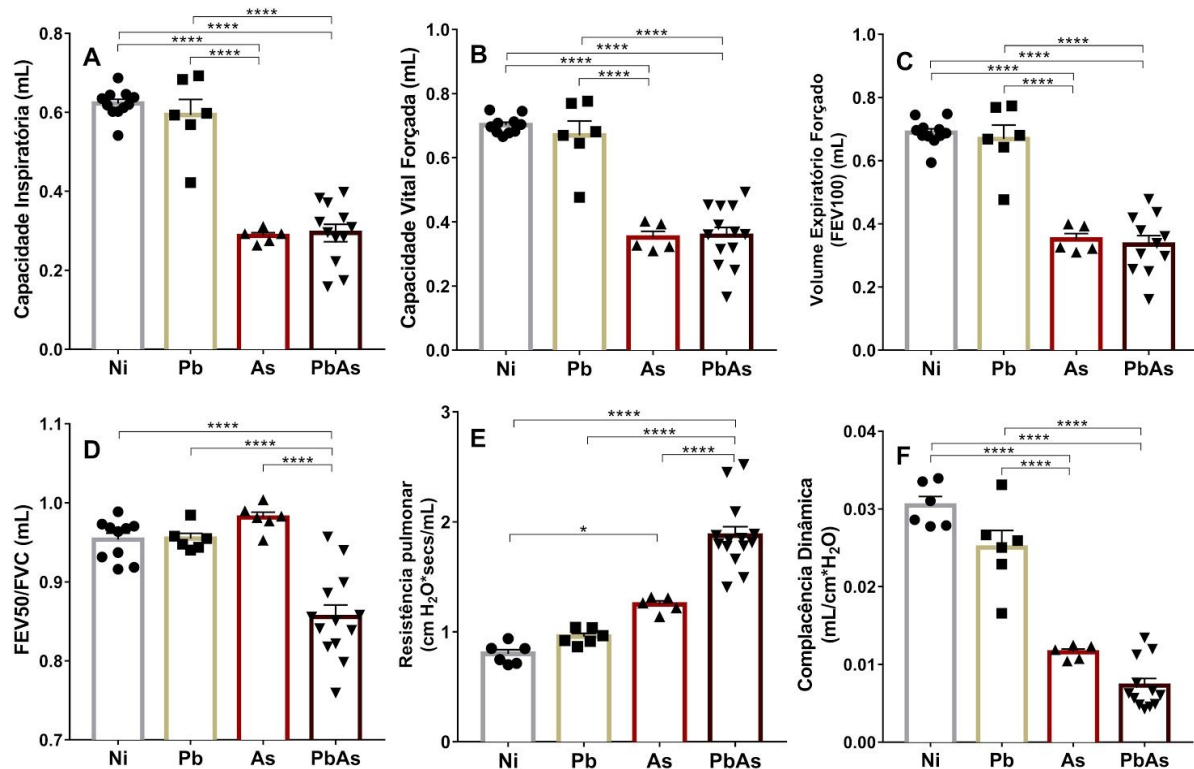 A
Capacidade Inspiratória (mL)
0.8
0.6
0.4
0.2
0.0
****
****
****
****
Ni Pb As PbAs
B
Capacidade Vital Forçada (mL)
1.0
0.8
0.6
0.4
0.2
0.0
****
****
****
****
Ni Pb As PbAs
C
Volume Expiratório Forçado
(FEV100) (mL)
1.0
0.8
0.6
0.4
0.2
0.0
****
****
****
****
Ni Pb As PbAs
D
FEV50/FVC (mL)
1.1
1.0
0.9
0.8
0.7
****
****
****
Ni Pb As PbAs
E
Resistência pulmonar
(cm H₂O*secs/mL)
3
2
1
0
****
****
****
*
Ni Pb As PbAs
F
Complacência Dinâmica
(mL/cm*H₂O)
0.04
0.03
0.02
0.01
0.00
****
****
****
****
Ni Pb As PbAs